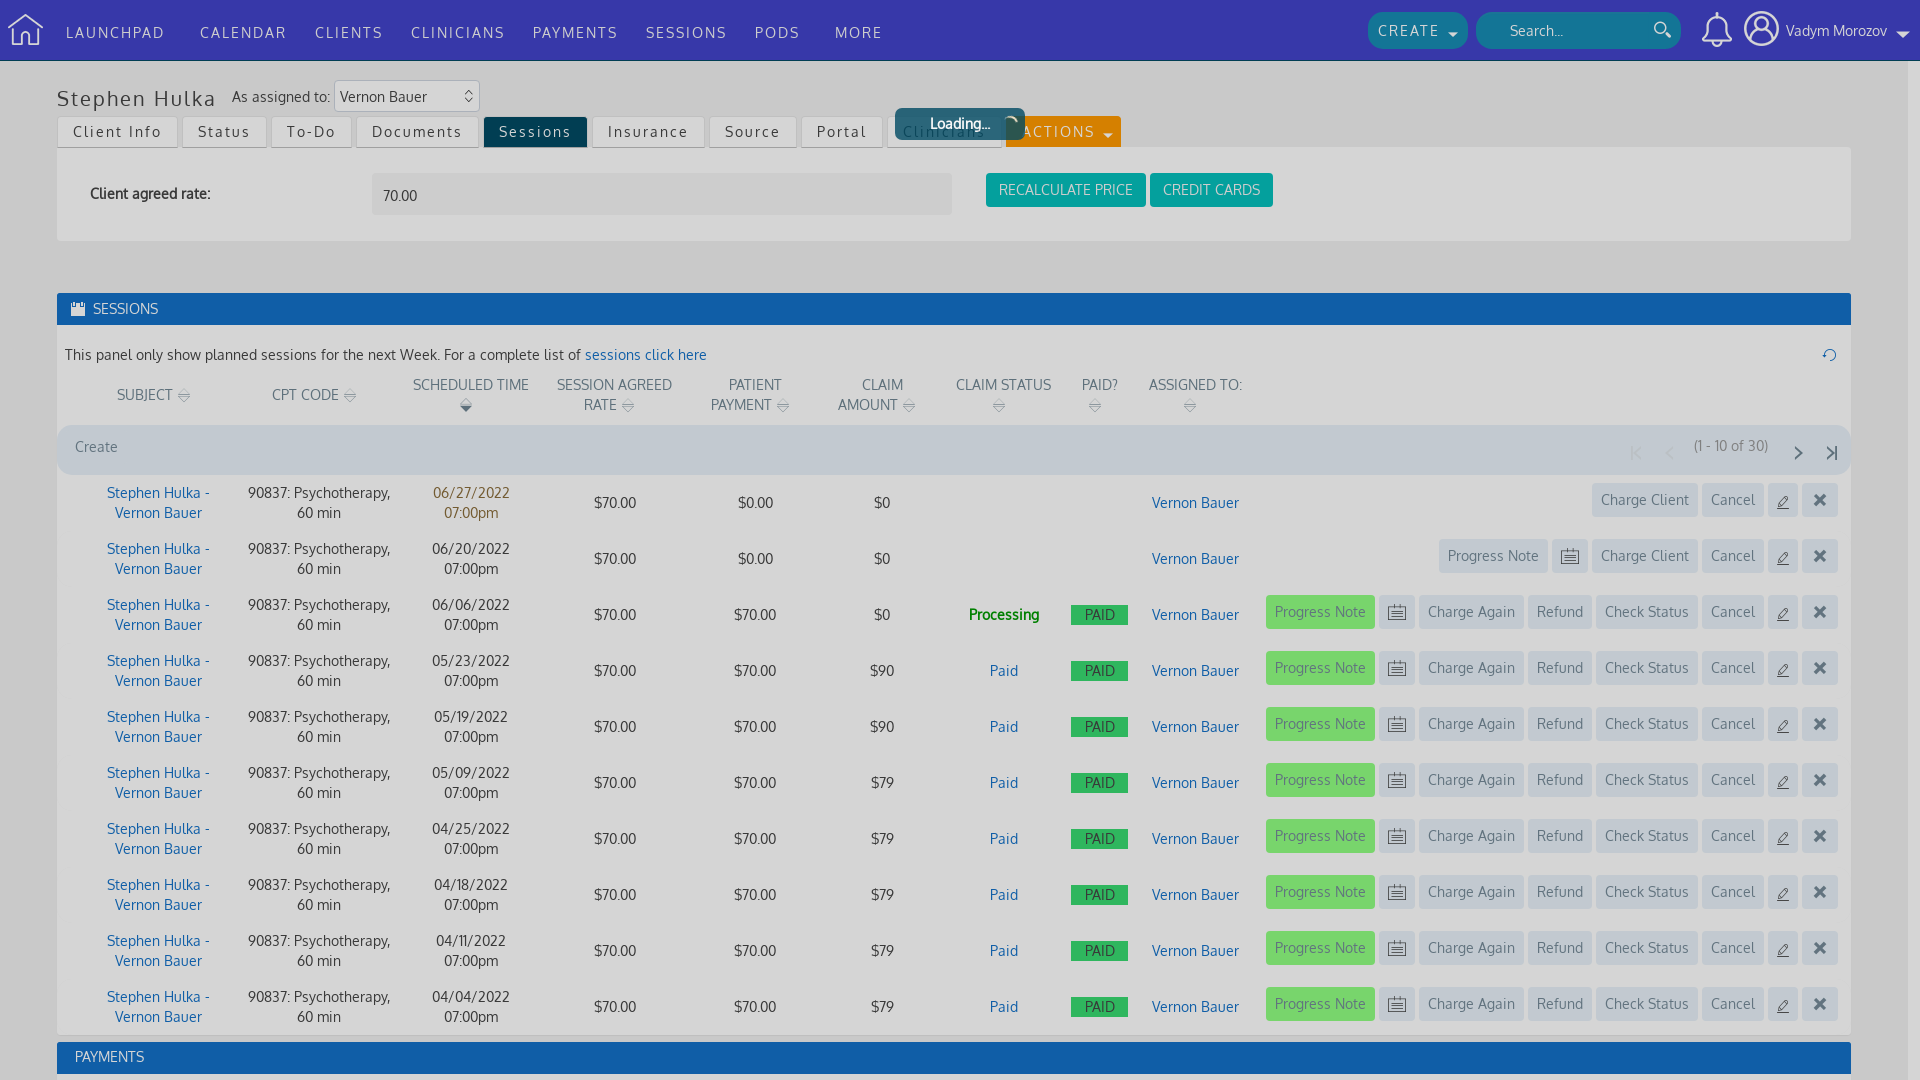 LAUNCHPAD CALENDAR CLIENTS CLINICIANS PAYMENTS SESSIONS PODS MORE CREATE Search... Vadym Morozov
Stephen Hulka As assigned to: Vernon Bauer
Loading...
Client Info Status To-Do Documents Sessions Insurance Source Portal Clinicians ACTIONS
Client agreed rate: 70.00 RECALCULATE PRICE CREDIT CARDS
SESSIONS
This panel only show planned sessions for the next Week. For a complete list of sessions click here
SUBJECT CPT CODE SCHEDULED TIME SESSION AGREED RATE PATIENT PAYMENT CLAIM AMOUNT CLAIM STATUS PAID? ASSIGNED TO:
Create (1 - 10 of 30)
Stephen Hulka - 90837: Psychotherapy, 06/27/2022 $70.00 $0.00 $0 Vernon Bauer Charge Client Cancel
Vernon Bauer 60 min 07:00pm
Stephen Hulka - 90837: Psychotherapy, 06/20/2022 $70.00 $0.00 $0 Vernon Bauer Progress Note Charge Client Cancel
Vernon Bauer 60 min 07:00pm
Stephen Hulka - 90837: Psychotherapy, 06/06/2022 $70.00 $70.00 $0 Processing PAID Vernon Bauer Progress Note Charge Again Refund Check Status Cancel
Vernon Bauer 60 min 07:00pm
Stephen Hulka - 90837: Psychotherapy, 05/23/2022 $70.00 $70.00 $90 Paid PAID Vernon Bauer Progress Note Charge Again Refund Check Status Cancel
Vernon Bauer 60 min 07:00pm
Stephen Hulka - 90837: Psychotherapy, 05/19/2022 $70.00 $70.00 $90 Paid PAID Vernon Bauer Progress Note Charge Again Refund Check Status Cancel
Vernon Bauer 60 min 07:00pm
Stephen Hulka - 90837: Psychotherapy, 05/09/2022 $70.00 $70.00 $79 Paid PAID Vernon Bauer Progress Note Charge Again Refund Check Status Cancel
Vernon Bauer 60 min 07:00pm
Stephen Hulka - 90837: Psychotherapy, 04/25/2022 $70.00 $70.00 $79 Paid PAID Vernon Bauer Progress Note Charge Again Refund Check Status Cancel
Vernon Bauer 60 min 07:00pm
Stephen Hulka - 90837: Psychotherapy, 04/18/2022 $70.00 $70.00 $79 Paid PAID Vernon Bauer Progress Note Charge Again Refund Check Status Cancel
Vernon Bauer 60 min 07:00pm
Stephen Hulka - 90837: Psychotherapy, 04/11/2022 $70.00 $70.00 $79 Paid PAID Vernon Bauer Progress Note Charge Again Refund Check Status Cancel
Vernon Bauer 60 min 07:00pm
Stephen Hulka - 90837: Psychotherapy, 04/04/2022 $70.00 $70.00 $79 Paid PAID Vernon Bauer Progress Note Charge Again Refund Check Status Cancel
Vernon Bauer 60 min 07:00pm
PAYMENTS